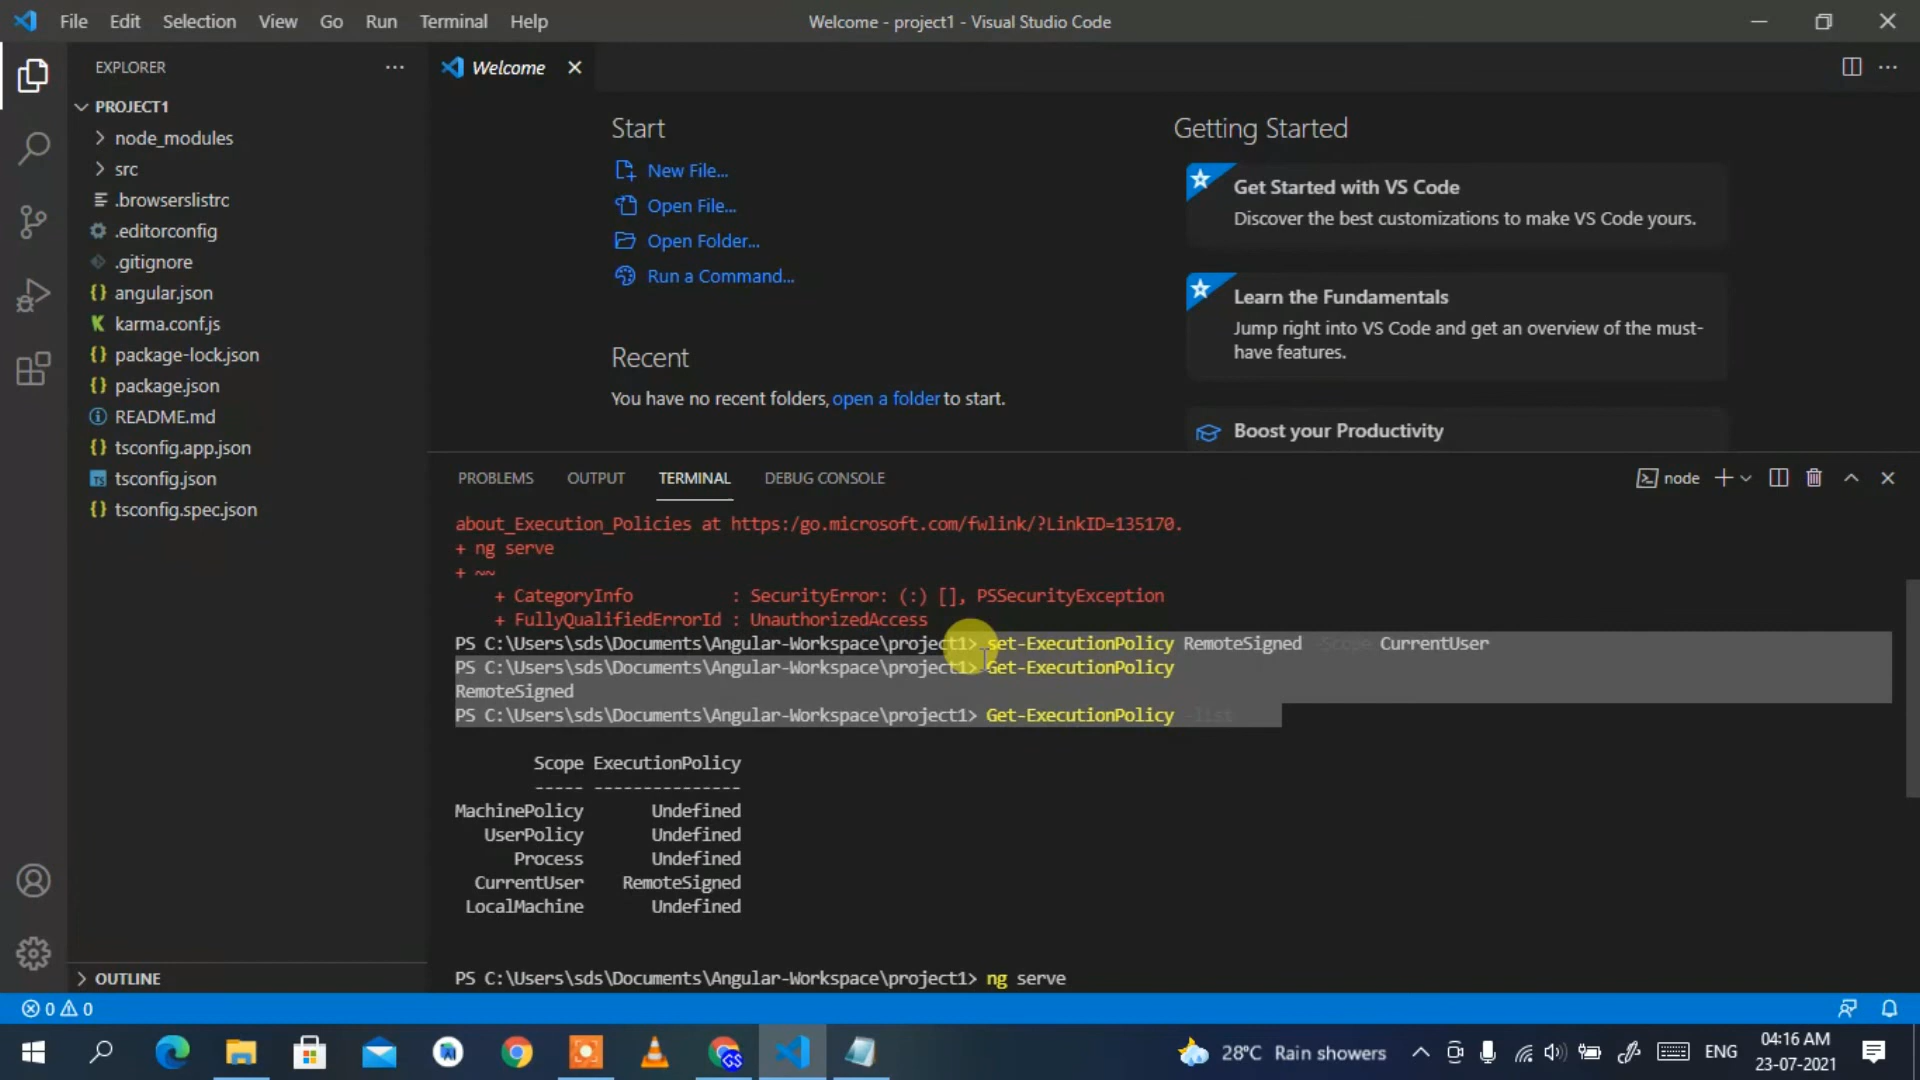 File Edit Selection View Go Run Terminal Help
Welcome - project1 - Visual Studio Code
EXPLORER
PROJECT1
node_modules
src
.browserslistrc
.editorconfig
.gitignore
angular.json
karma.conf.js
package-lock.json
package.json
README.md
tsconfig.app.json
tsconfig.json
tsconfig.spec.json
OUTLINE
Welcome
Start
New File...
Open File...
Open Folder...
Run a Command...
Recent
You have no recent folders, open a folder to start.
Getting Started
Get Started with VS Code
Discover the best customizations to make VS Code yours.
Learn the Fundamentals
Jump right into VS Code and get an overview of the must-
have features.
Boost your Productivity
PROBLEMS OUTPUT TERMINAL DEBUG CONSOLE
node
about_Execution_Policies at https:/go.microsoft.com/fwlink/?LinkID=135170.
+ ng serve
+ ~~
+ CategoryInfo : SecurityError: (:) [], PSSecurityException
+ FullyQualifiedErrorId : UnauthorizedAccess
PS C:\Users\sds\Documents\Angular-Workspace\project1> set-ExecutionPolicy RemoteSigned -Scope CurrentUser
PS C:\Users\sds\Documents\Angular-Workspace\project1> Get-ExecutionPolicy
RemoteSigned
PS C:\Users\sds\Documents\Angular-Workspace\project1> Get-ExecutionPolicy -list
Scope ExecutionPolicy
----- ---------------
MachinePolicy Undefined
UserPolicy Undefined
Process Undefined
CurrentUser RemoteSigned
LocalMachine Undefined
PS C:\Users\sds\Documents\Angular-Workspace\project1> ng serve
0 0
28°C Rain showers
ENG
04:16 AM
23-07-2021